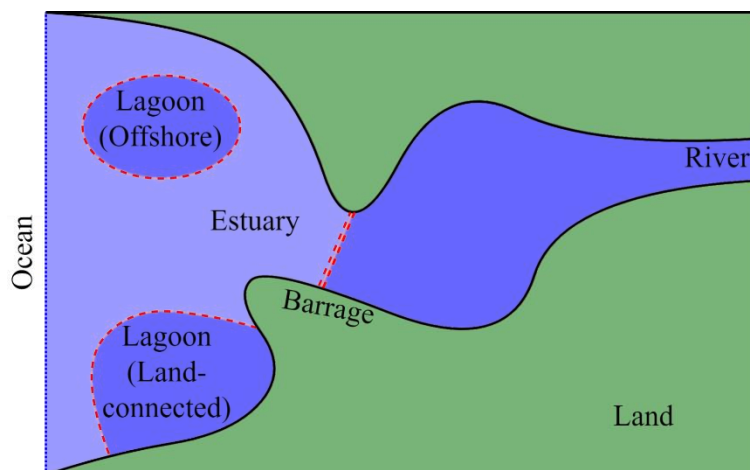 Lagoon
(Offshore)
River
Estuary
Ocean
Barrage
Lagoon
(Land-
connected)
Land